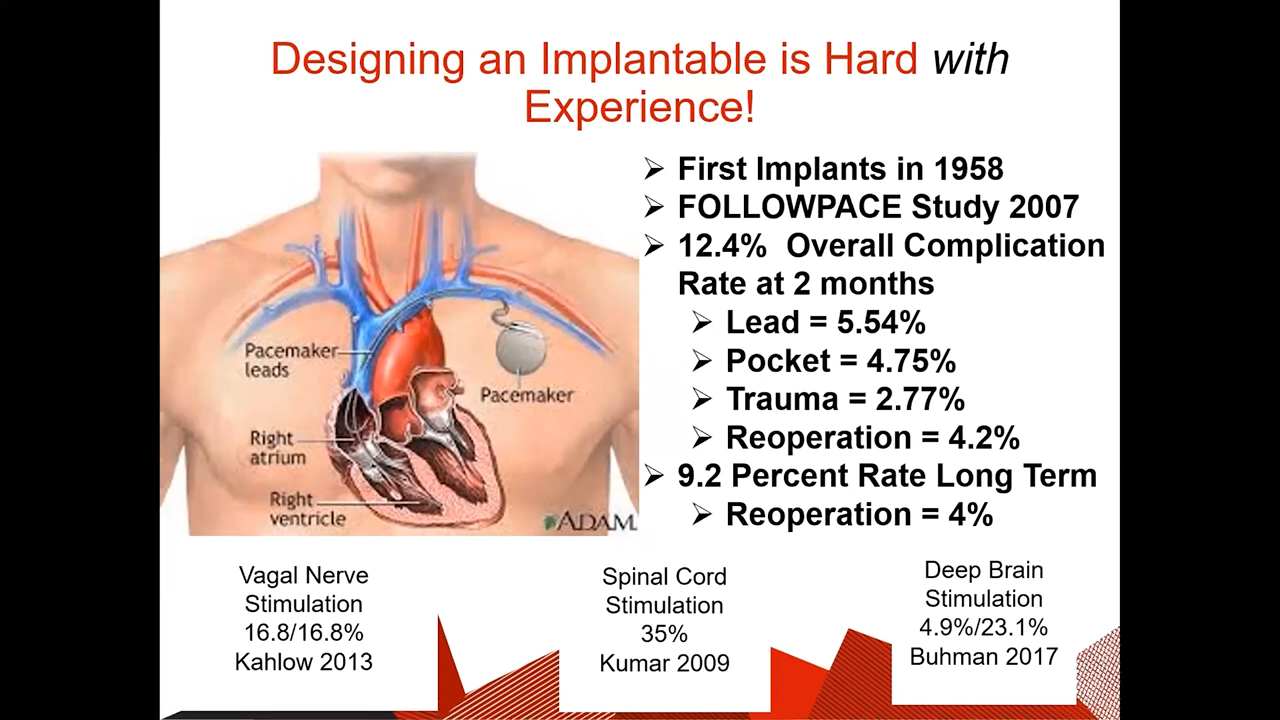 Designing an Implantable is Hard with
Experience!
➢ First Implants in 1958
➢ FOLLOWPACE Study 2007
➢ 12.4% Overall Complication
Rate at 2 months
➢ Lead = 5.54%
➢ Pocket = 4.75%
➢ Trauma = 2.77%
➢ Reoperation = 4.2%
➢ 9.2 Percent Rate Long Term
➢ Reoperation = 4%
Pacemaker
leads
Pacemaker
Right
atrium
Right
ventricle
ADAM.
Vagal Nerve
Stimulation
16.8/16.8%
Kahlow 2013
Spinal Cord
Stimulation
35%
Kumar 2009
Deep Brain
Stimulation
4.9%/23.1%
Buhman 2017